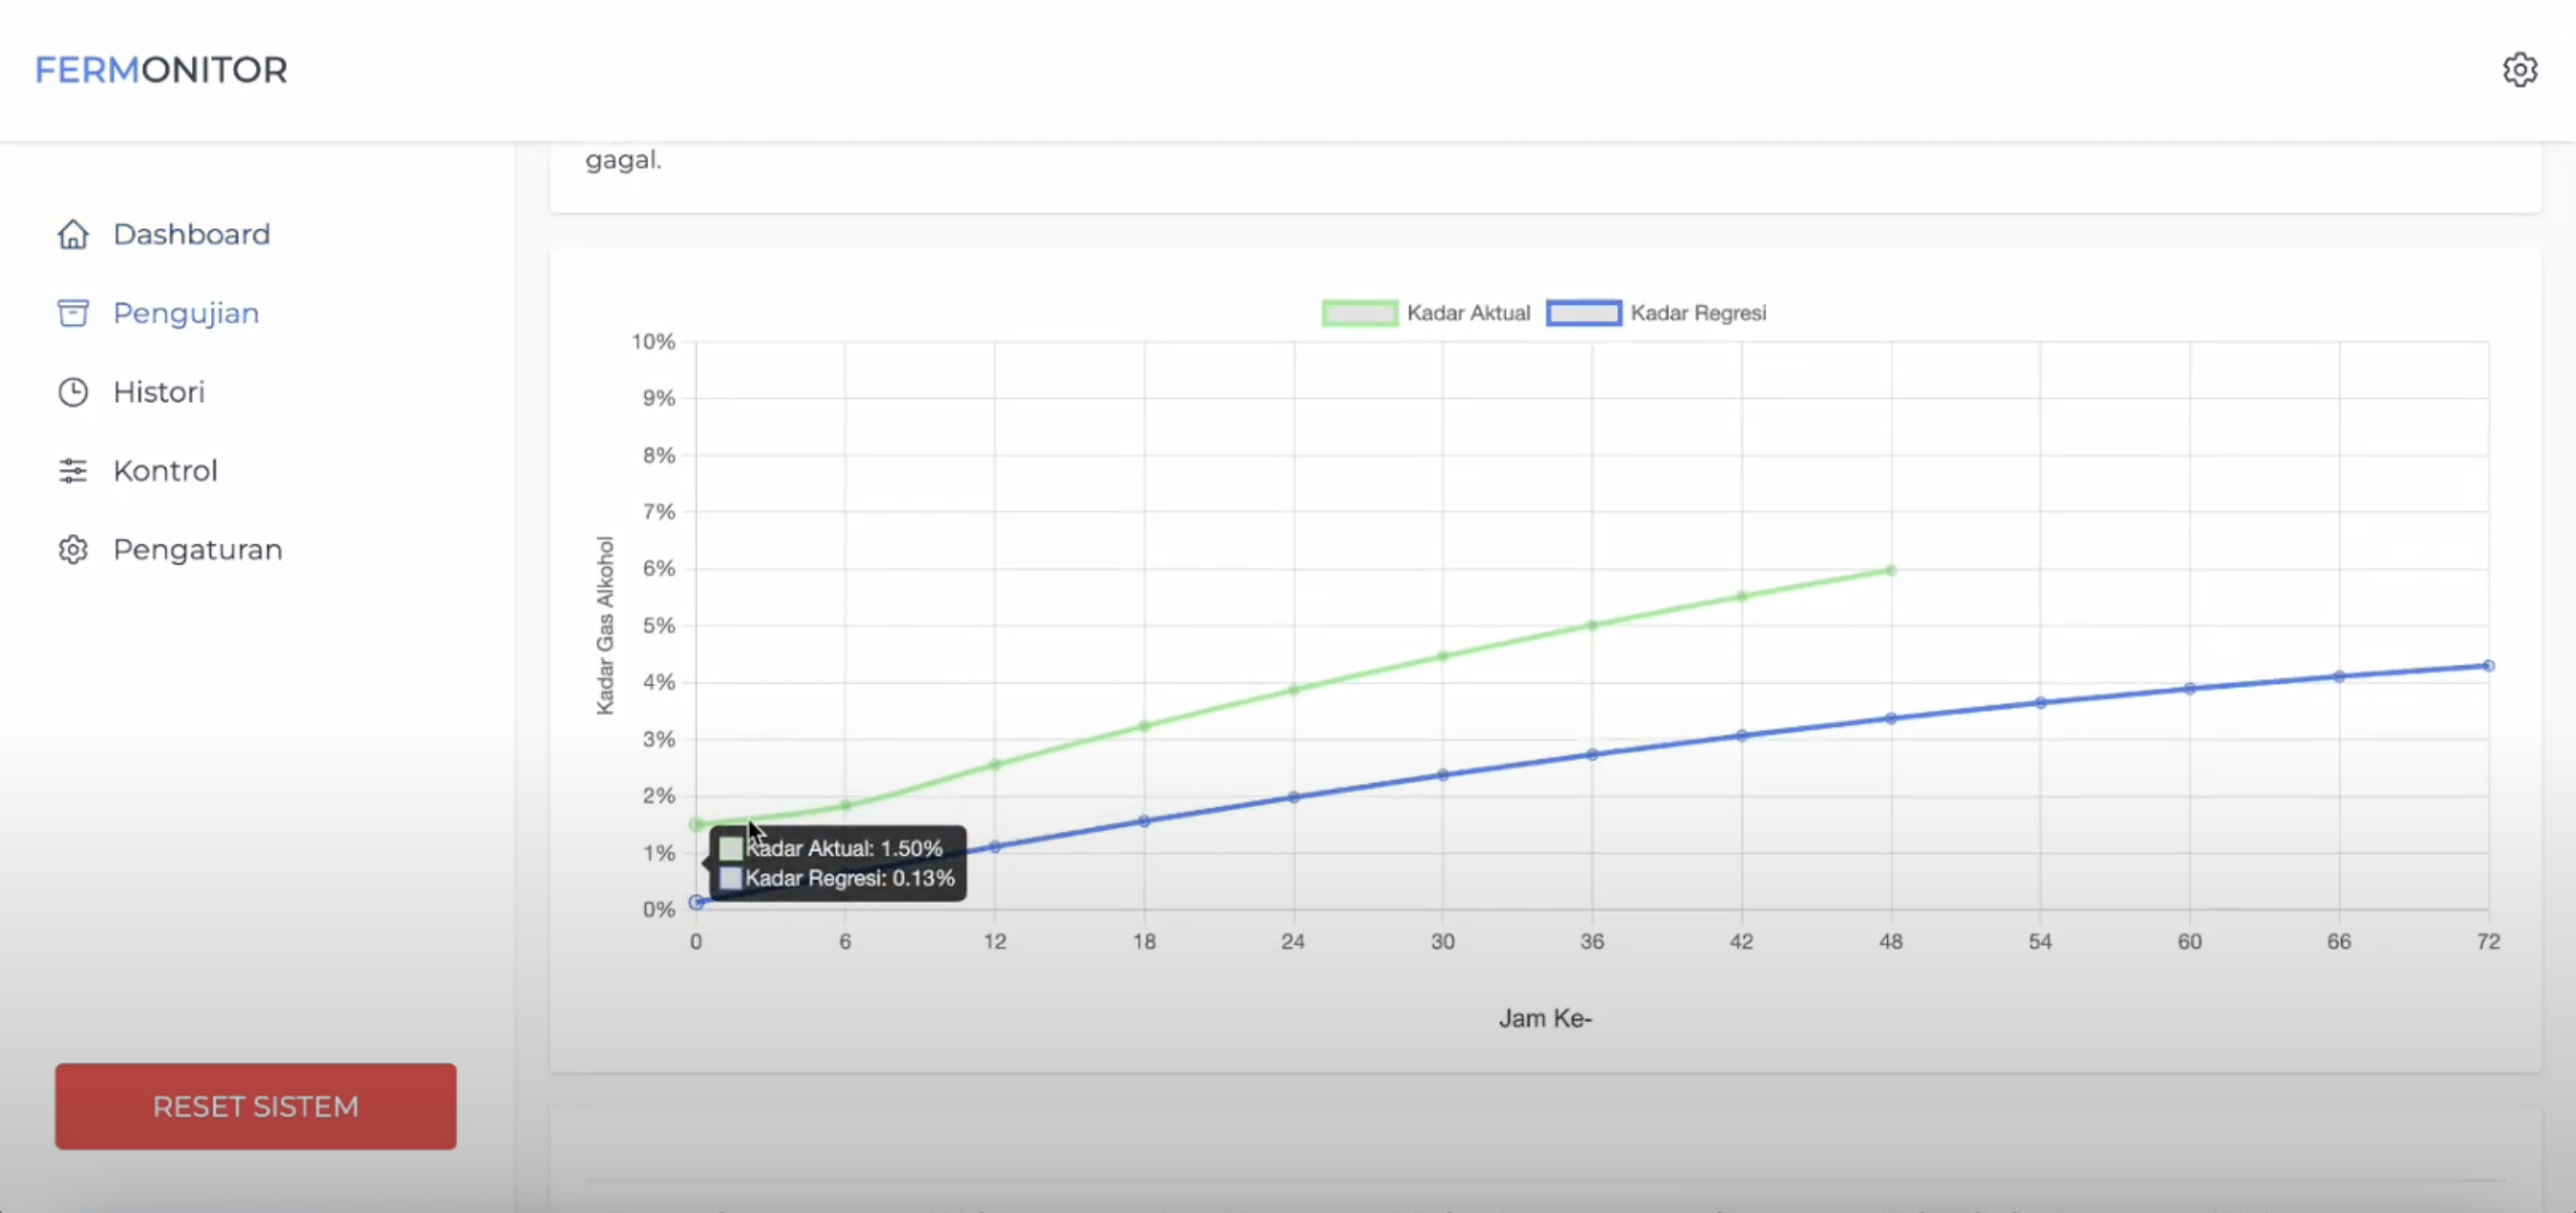 FERMONITOR
gagal.
Dashboard
Pengujian
Histori
Kontrol
Pengaturan
RESET SISTEM
Kadar Aktual
Kadar Regresi
10%
9%
8%
7%
6%
5%
4%
3%
2%
1%
0%
Kadar Gas Alkohol
Kadar Aktual: 1.50%
Kadar Regresi: 0.13%
0 6 12 18 24 30 36 42 48 54 60 66 72
Jam Ke-